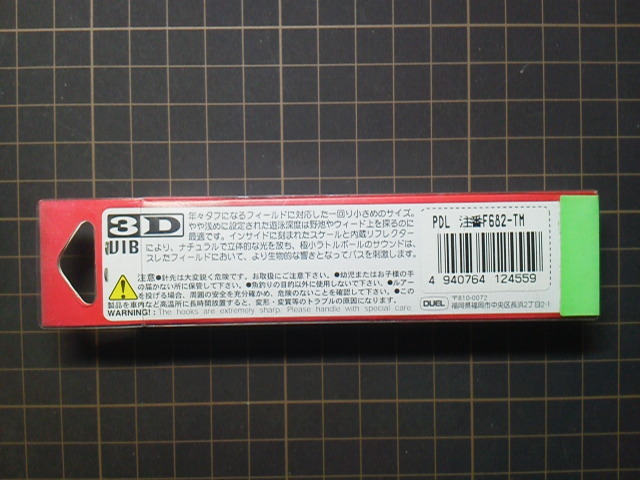 3D
VIB
年々タフになるフィールドに対応した一回り小さめのサイズ。
やや浅めに設定された遊泳深度は野池やウィード上を探るのに
最適です。インサイドに刻まれたスケールと内蔵リフレクター
により、ナチュラルで立体的な光を放ち、極小ラトルボールのサウンドは、
スレたフィールドにおいて、より生物的な響きとなってバスを刺激します。
注意●針先は大変鋭く危険です。お取扱にご注意下さい。●幼児またはお子様の手
の届かない所に保管して下さい。●魚釣りの目的以外に使用しないで下さい。●ルアー
を投げる場合、周囲の安全を充分確かめ、危険のないことを確認して下さい。●この
製品を車内など高温所に長時間放置すると、変形・変質等のトラブルの原因になります。
WARNING!: The hooks are extremely sharp. Please handle with special care.
PDL 注番F682-TM
4 940764 124559
DUEL
〒810-0072
福岡県福岡市中央区長浜2丁目2-1